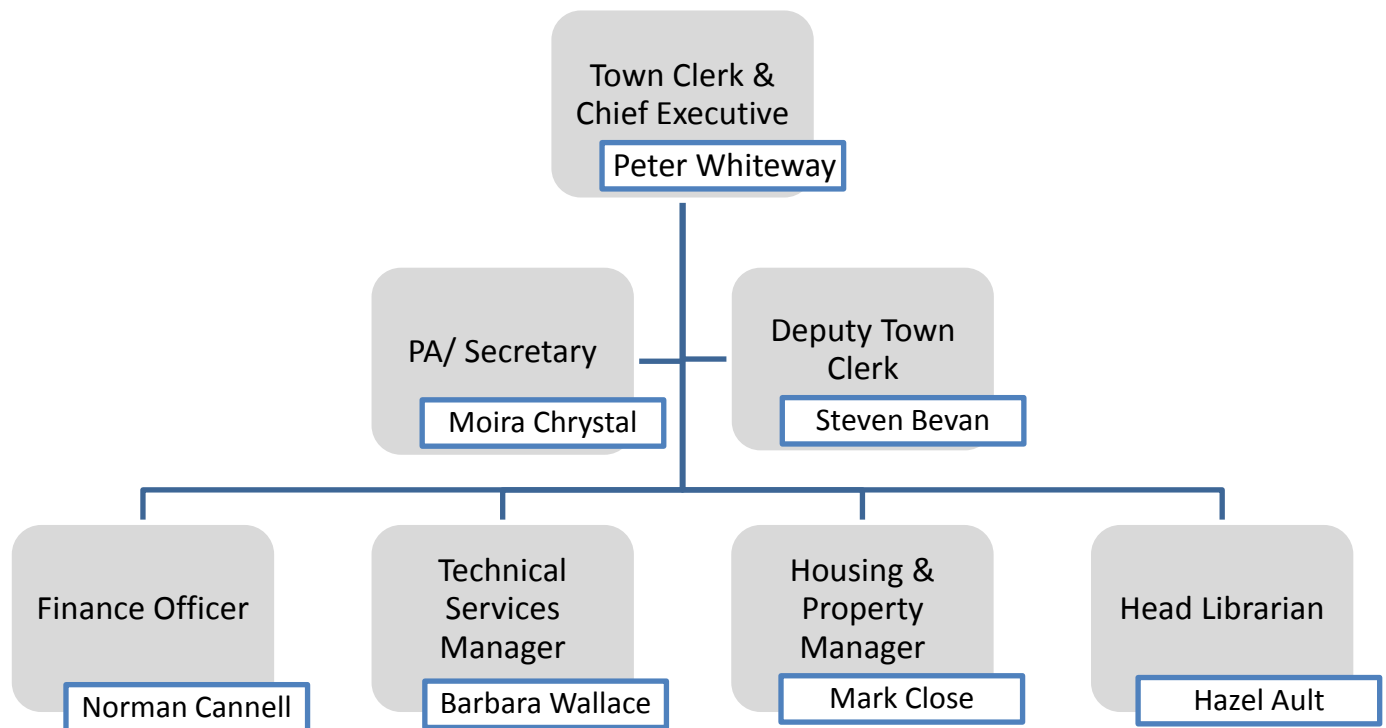 Town Clerk &
Chief Executive
Peter Whiteway
PA/ Secretary
Moira Chrystal
Deputy Town
Clerk
Steven Bevan
Finance Officer
Norman Cannell
Technical
Services
Manager
Barbara Wallace
Housing &
Property
Manager
Mark Close
Head Librarian
Hazel Ault